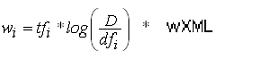 w_i = tf_i * log(D/df_i) * wXML